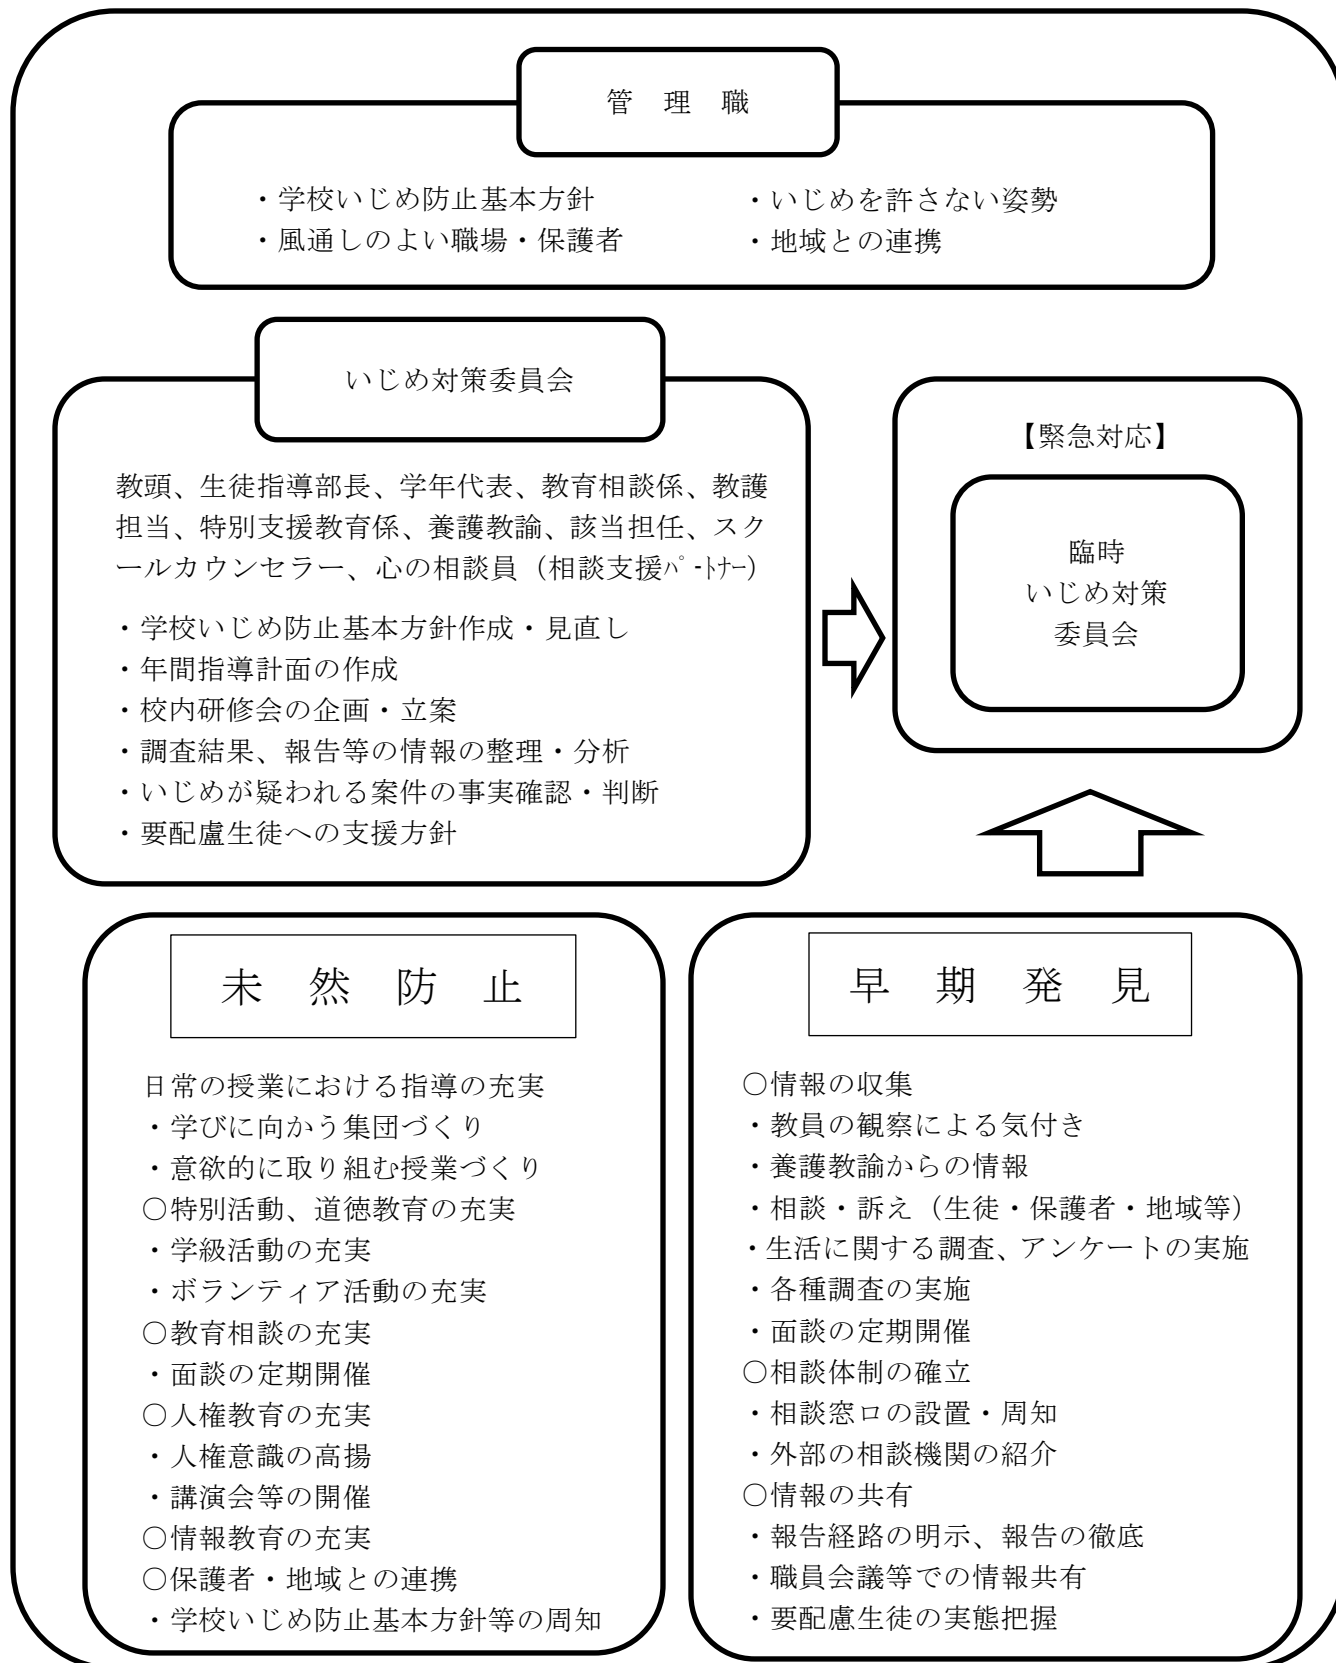 管　理　職
・学校いじめ防止基本方針　　・いじめを許さない姿勢
・風通しのよい職場・保護者　　・地域との連携
いじめ対策委員会
教頭、生徒指導部長、学年代表、教育相談係、教護
担当、特別支援教育係、養護教諭、該当担任、スク
ールカウンセラー、心の相談員（相談支援ﾊﾟｰﾄﾅｰ）
・学校いじめ防止基本方針作成・見直し
・年間指導計面の作成
・校内研修会の企画・立案
・調査結果、報告等の情報の整理・分析
・いじめが疑われる案件の事実確認・判断
・要配慮生徒への支援方針
【緊急対応】
臨時
いじめ対策
委員会
未　然　防　止
日常の授業における指導の充実
・学びに向かう集団づくり
・意欲的に取り組む授業づくり
○特別活動、道徳教育の充実
・学級活動の充実
・ボランティア活動の充実
○教育相談の充実
・面談の定期開催
○人権教育の充実
・人権意識の高揚
・講演会等の開催
○情報教育の充実
○保護者・地域との連携
・学校いじめ防止基本方針等の周知
早　期　発　見
○情報の収集
・教員の観察による気付き
・養護教諭からの情報
・相談・訴え（生徒・保護者・地域等）
・生活に関する調査、アンケートの実施
・各種調査の実施
・面談の定期開催
○相談体制の確立
・相談窓口の設置・周知
・外部の相談機関の紹介
○情報の共有
・報告経路の明示、報告の徹底
・職員会議等での情報共有
・要配慮生徒の実態把握